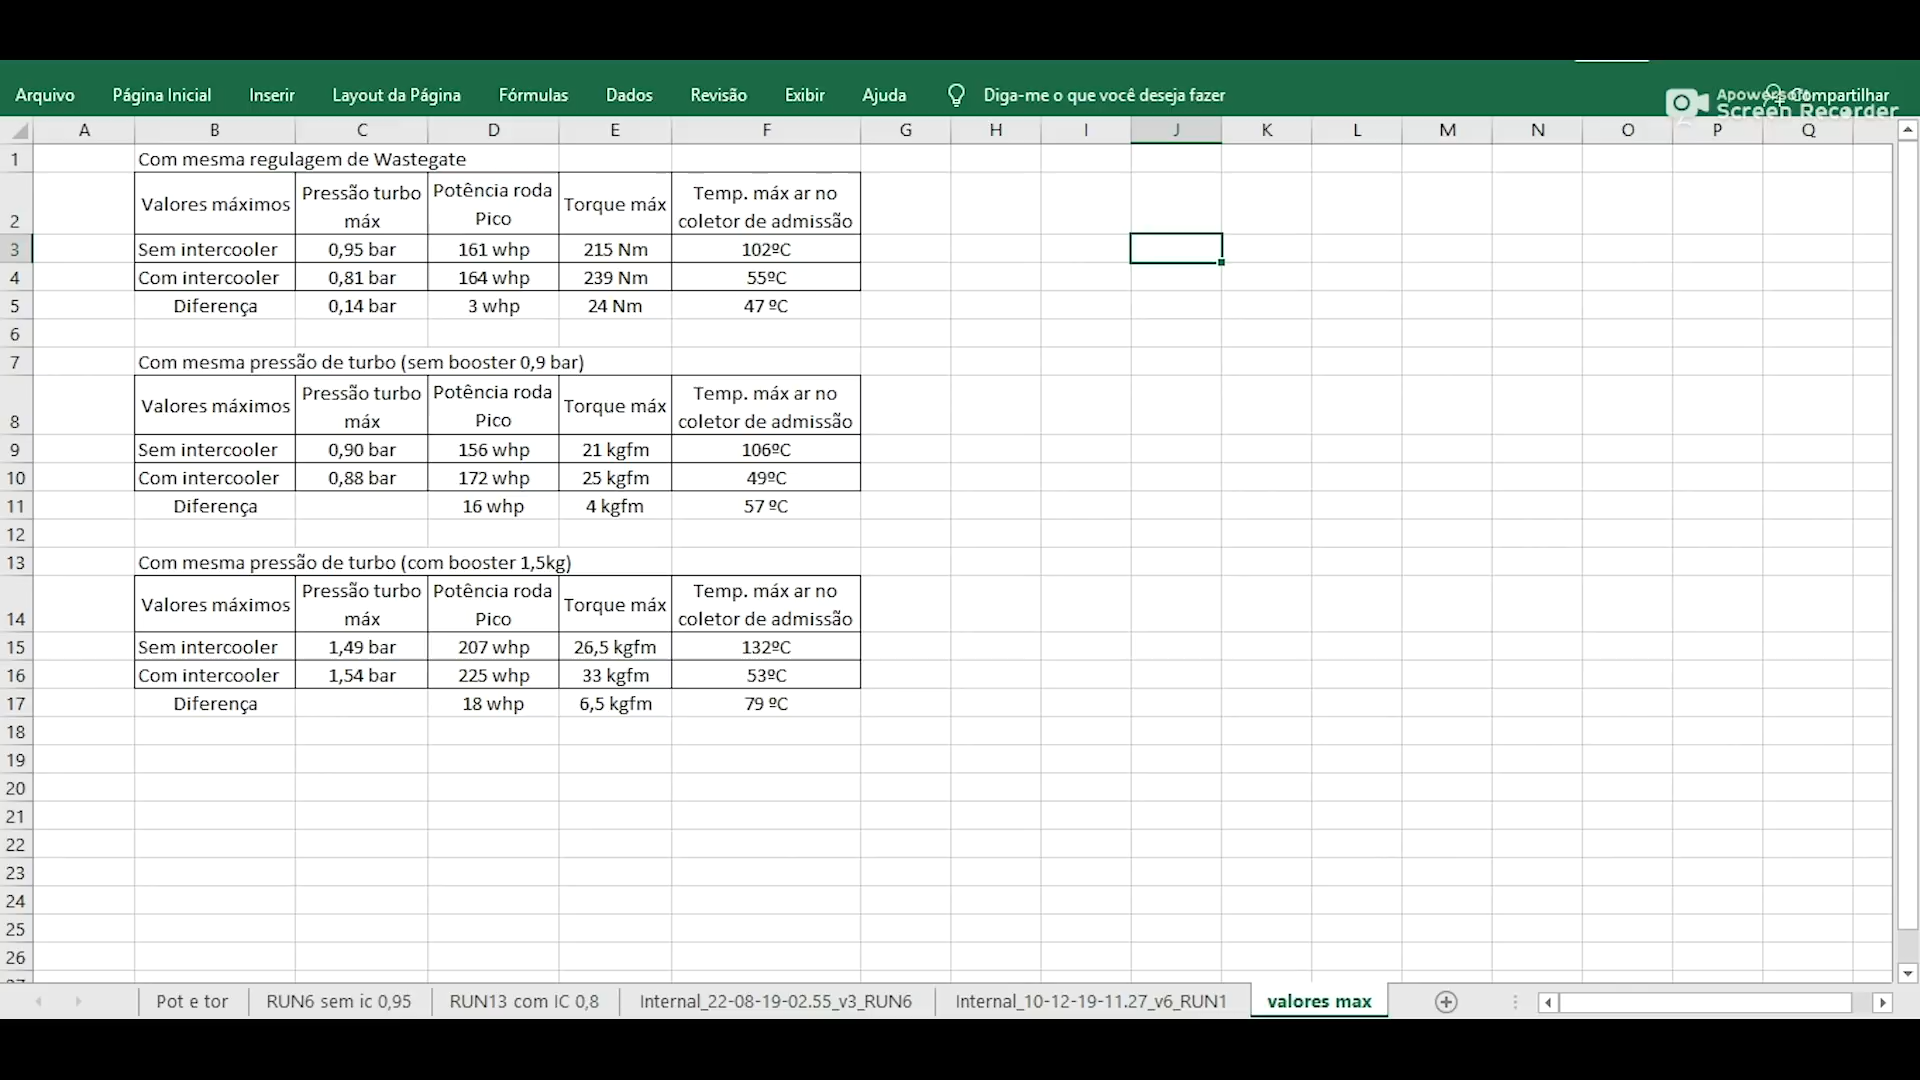 Arquivo Página Inicial Inserir Layout da Página Fórmulas Dados Revisão Exibir Ajuda Diga-me o que você deseja fazer Compartilhar
Apowersoft
Screen Recorder
A B C D E F G H I J K L M N O P Q
1 Com mesma regulagem de Wastegate
2 Valores máximos Pressão turbo máx Potência roda Pico Torque máx Temp. máx ar no coletor de admissão
3 Sem intercooler 0,95 bar 161 whp 215 Nm 102ºC
4 Com intercooler 0,81 bar 164 whp 239 Nm 55ºC
5 Diferença 0,14 bar 3 whp 24 Nm 47 ºC
6
7 Com mesma pressão de turbo (sem booster 0,9 bar)
8 Valores máximos Pressão turbo máx Potência roda Pico Torque máx Temp. máx ar no coletor de admissão
9 Sem intercooler 0,90 bar 156 whp 21 kgfm 106ºC
10 Com intercooler 0,88 bar 172 whp 25 kgfm 49ºC
11 Diferença 16 whp 4 kgfm 57 ºC
12
13 Com mesma pressão de turbo (com booster 1,5kg)
14 Valores máximos Pressão turbo máx Potência roda Pico Torque máx Temp. máx ar no coletor de admissão
15 Sem intercooler 1,49 bar 207 whp 26,5 kgfm 132ºC
16 Com intercooler 1,54 bar 225 whp 33 kgfm 53ºC
17 Diferença 18 whp 6,5 kgfm 79 ºC
18
19
20
21
22
23
24
25
26
27
Pot e tor RUN6 sem ic 0,95 RUN13 com IC 0,8 Internal_22-08-19-02.55_v3_RUN6 Internal_10-12-19-11.27_v6_RUN1 valores max